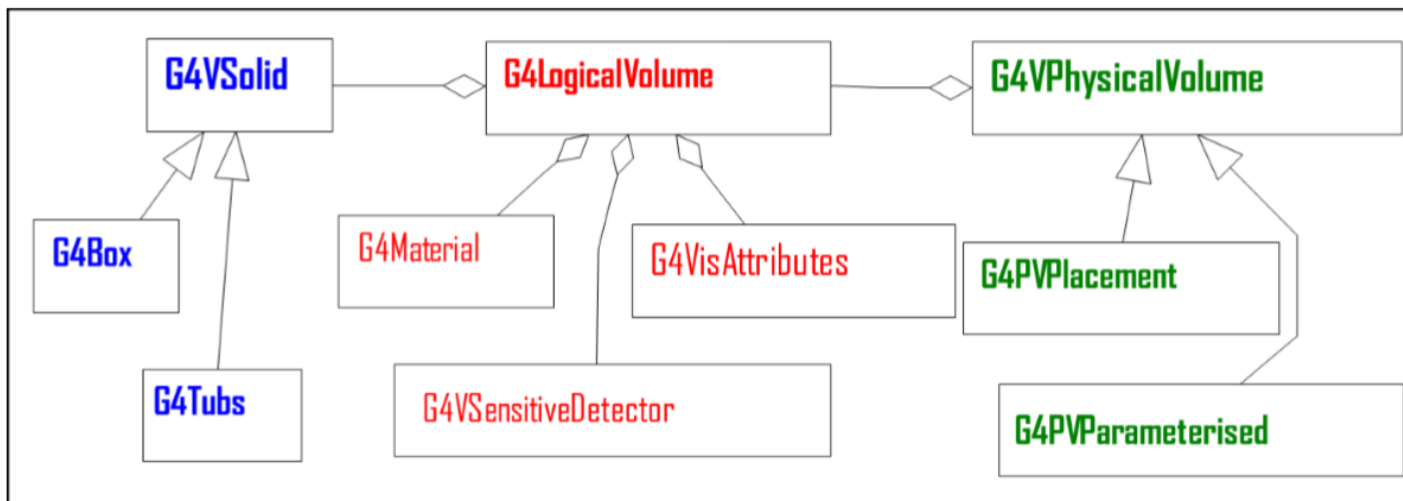 G4VSolid
G4LogicalVolume
G4VPhysicalVolume
G4Box
G4Material
G4VisAttributes
G4PVPlacement
G4Tubs
G4VSensitiveDetector
G4PVParameterised